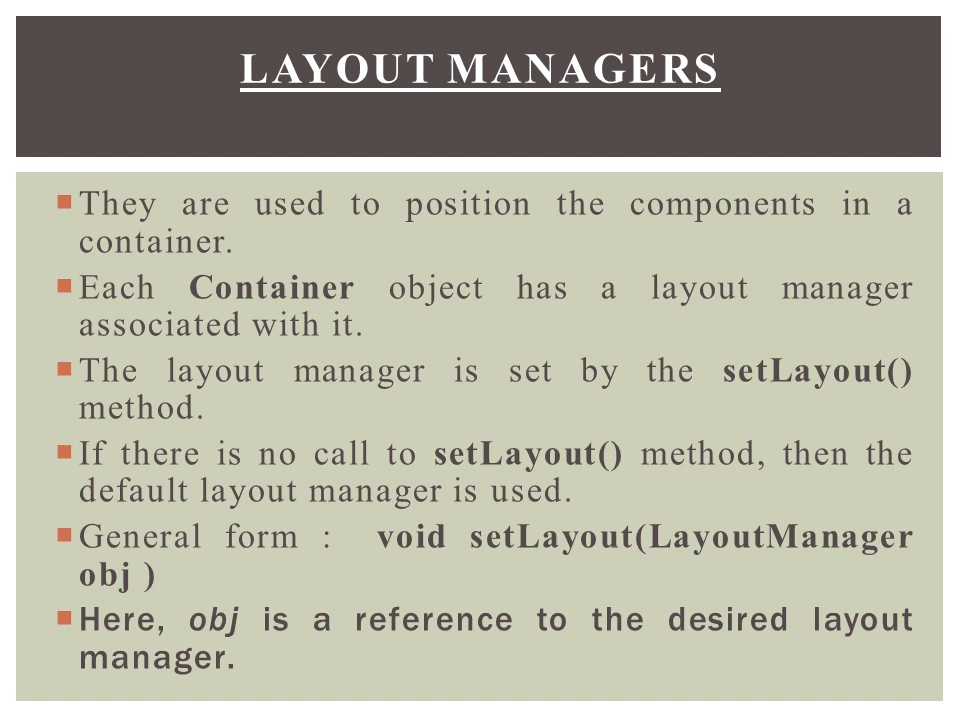 LAYOUT MANAGERS
They are used to position the components in a
container.
Each Container object has a layout manager
associated with it.
The layout manager is set by the setLayout()
method.
If there is no call to setLayout() method, then the
default layout manager is used.
General form : void setLayout(LayoutManager
obj )
Here, obj is a reference to the desired layout
manager.